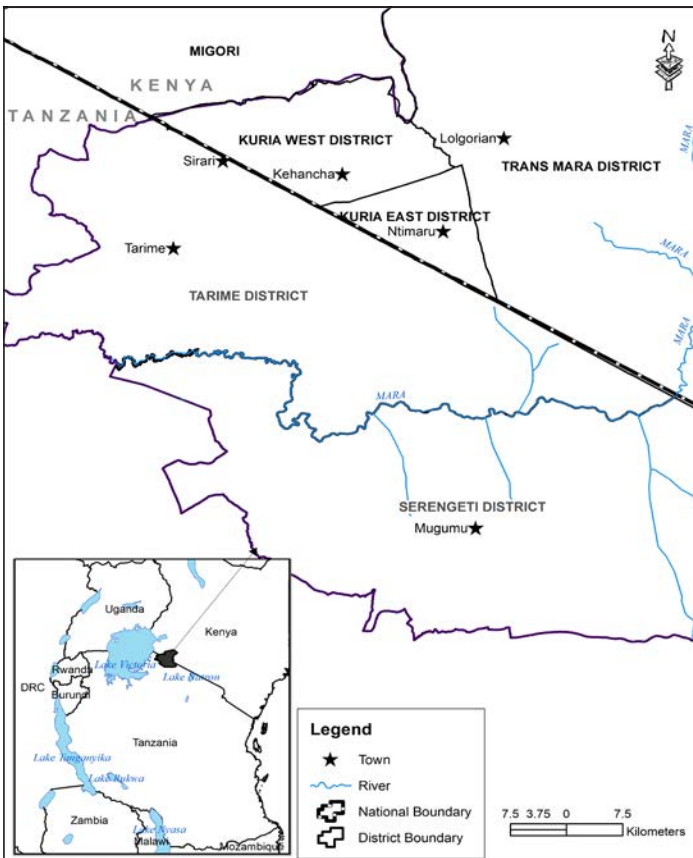 MIGORI
N
KENYA
TANZANIA
KURIA WEST DISTRICT
Lolgorian
MARA
Sirari
Kehancha
TRANS MARA DISTRICT
KURIA EAST DISTRICT
Ntimaru
Tarime
MARA
TARIME DISTRICT
MARA
MARA
SERENGETI DISTRICT
Mugumu
Uganda
Kenya
Lake Victoria
Rwanda
Lake Natron
DRC
Burundi
Tanzania
Lake Tanganyika
Lake Rukwa
Zambia
Lake Nyasa
Malawi
Mozambique
Legend
Town
River
National Boundary
District Boundary
7.5 3.75 0 7.5
Kilometers